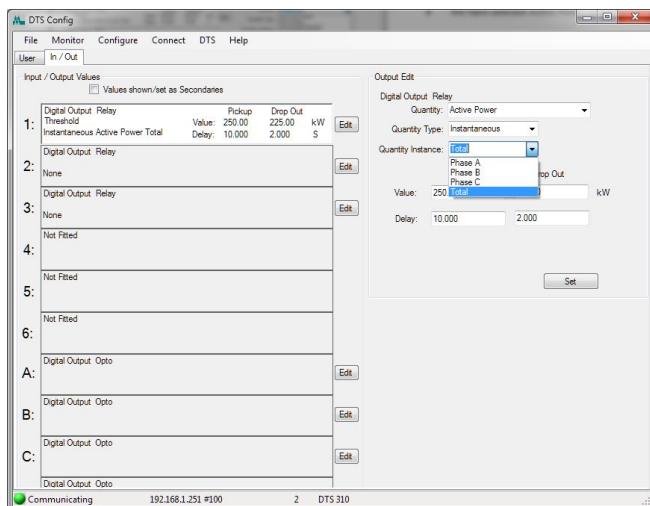 DTS Config
File Monitor Configure Connect DTS Help
User In / Out
Input / Output Values
Values shown/set as Secondaries
1:
Digital Output Relay Pickup Drop Out
Threshold Value: 250.00 225.00 kW
Instantaneous Active Power Total Delay: 10.000 2.000 S
Edit
2:
Digital Output Relay
None
Edit
3:
Digital Output Relay
None
Edit
4:
Not Fitted
5:
Not Fitted
6:
Not Fitted
A:
Digital Output Opto
Edit
B:
Digital Output Opto
Edit
C:
Digital Output Opto
Edit
Digital Output Opto
Output Edit
Digital Output Relay
Quantity: Active Power
Quantity Type: Instantaneous
Quantity Instance: Total
Phase A
Phase B
Phase C
Total
Out
Value: 250. kW
Delay: 10.000 2.000
Set
Communicating 192.168.1.251 #100 2 DTS 310